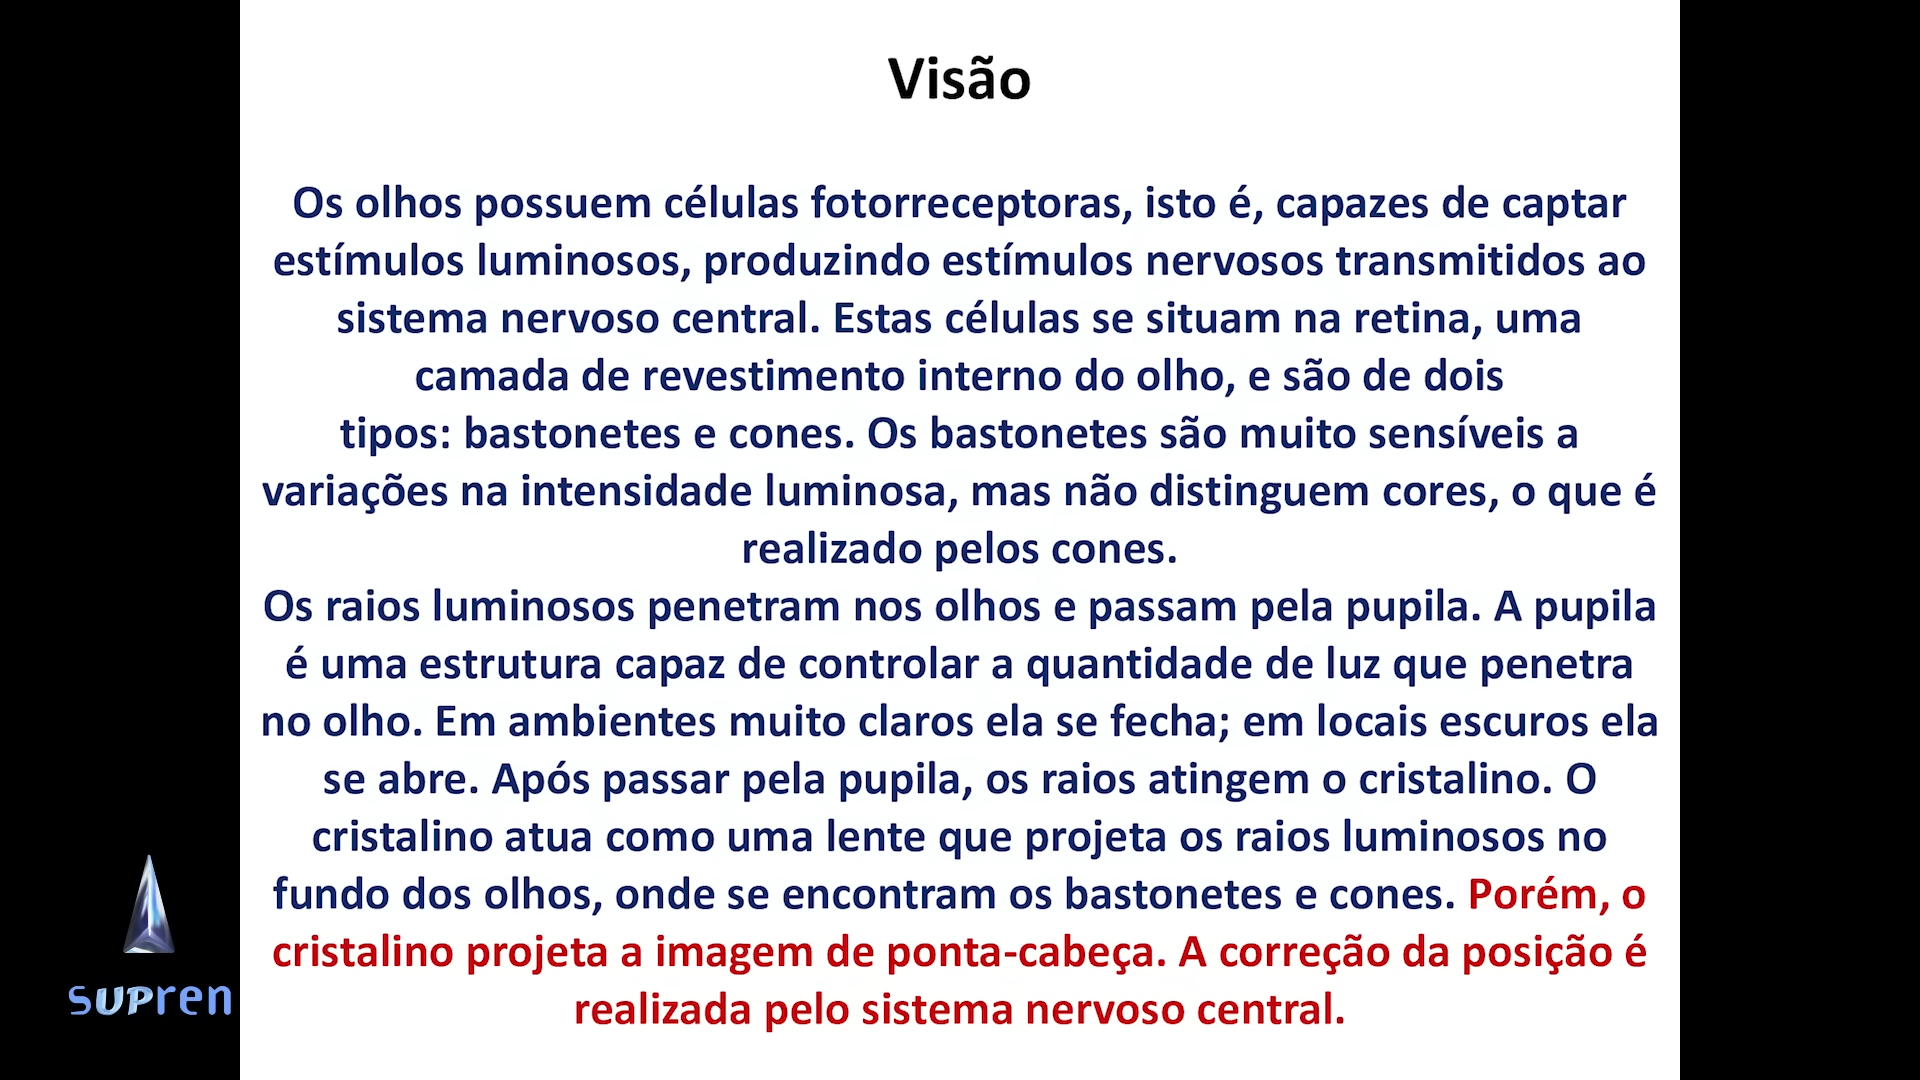 Visão
Os olhos possuem células fotorreceptoras, isto é, capazes de captar
estímulos luminosos, produzindo estímulos nervosos transmitidos ao
sistema nervoso central. Estas células se situam na retina, uma
camada de revestimento interno do olho, e são de dois
tipos: bastonetes e cones. Os bastonetes são muito sensíveis a
variações na intensidade luminosa, mas não distinguem cores, o que é
realizado pelos cones.
Os raios luminosos penetram nos olhos e passam pela pupila. A pupila
é uma estrutura capaz de controlar a quantidade de luz que penetra
no olho. Em ambientes muito claros ela se fecha; em locais escuros ela
se abre. Após passar pela pupila, os raios atingem o cristalino. O
cristalino atua como uma lente que projeta os raios luminosos no
fundo dos olhos, onde se encontram os bastonetes e cones. Porém, o
cristalino projeta a imagem de ponta-cabeça. A correção da posição é
realizada pelo sistema nervoso central.
suPren